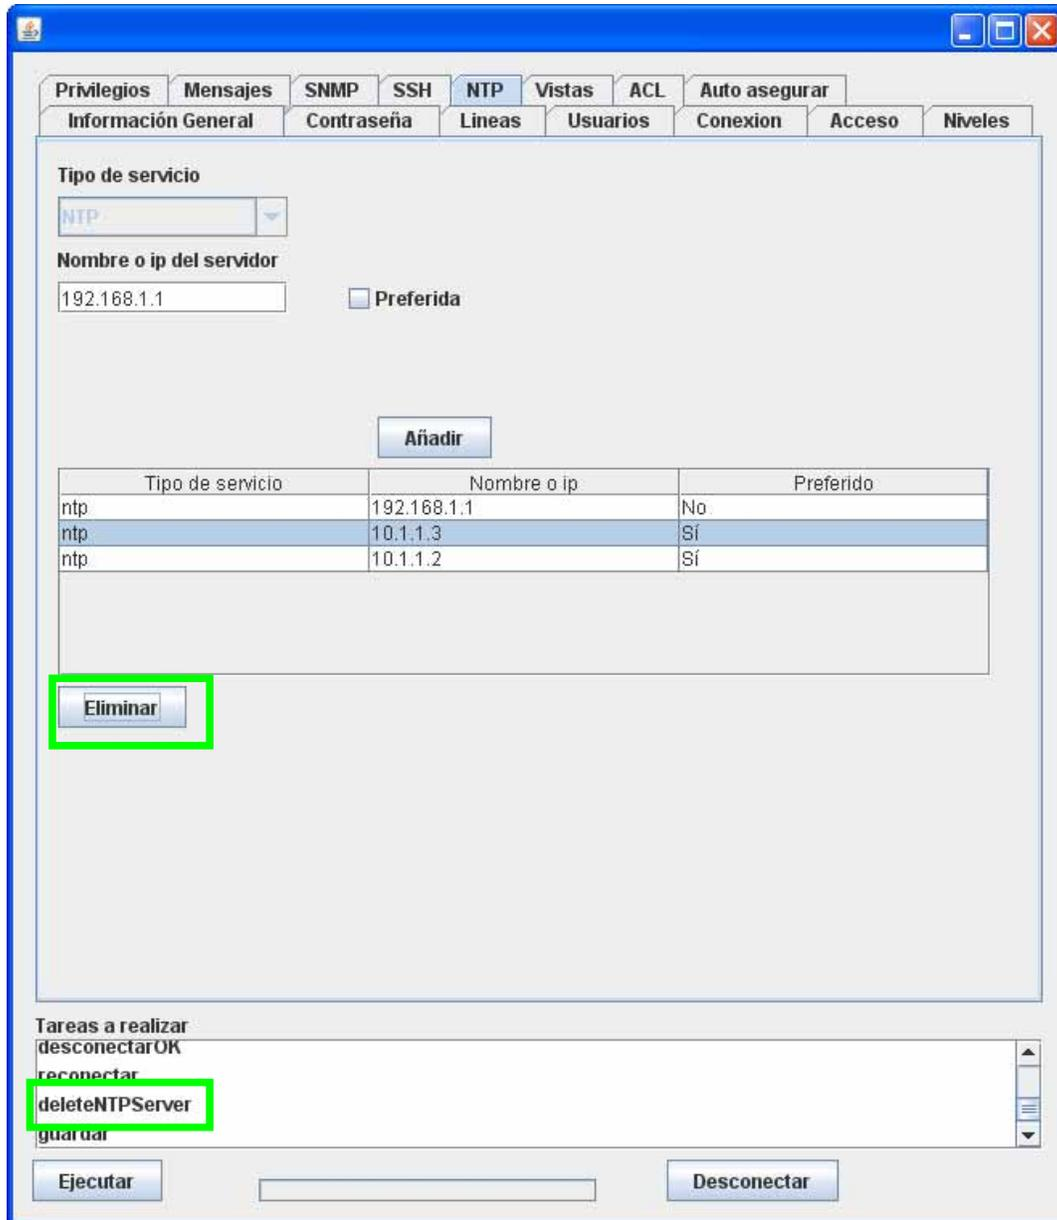 Privilegios Mensajes SNMP SSH NTP Vistas ACL Auto asegurar
Información General Contraseña Lineas Usuarios Conexion Acceso Niveles
Tipo de servicio
NTP
Nombre o ip del servidor
192.168.1.1 Preferida
Añadir
Tipo de servicio Nombre o ip Preferido
ntp 192.168.1.1 No
ntp 10.1.1.3 Sí
ntp 10.1.1.2 Sí
Eliminar
Tareas a realizar
desconectarOK
reconectar
deleteNTPServer
guardar
Ejecutar Desconectar